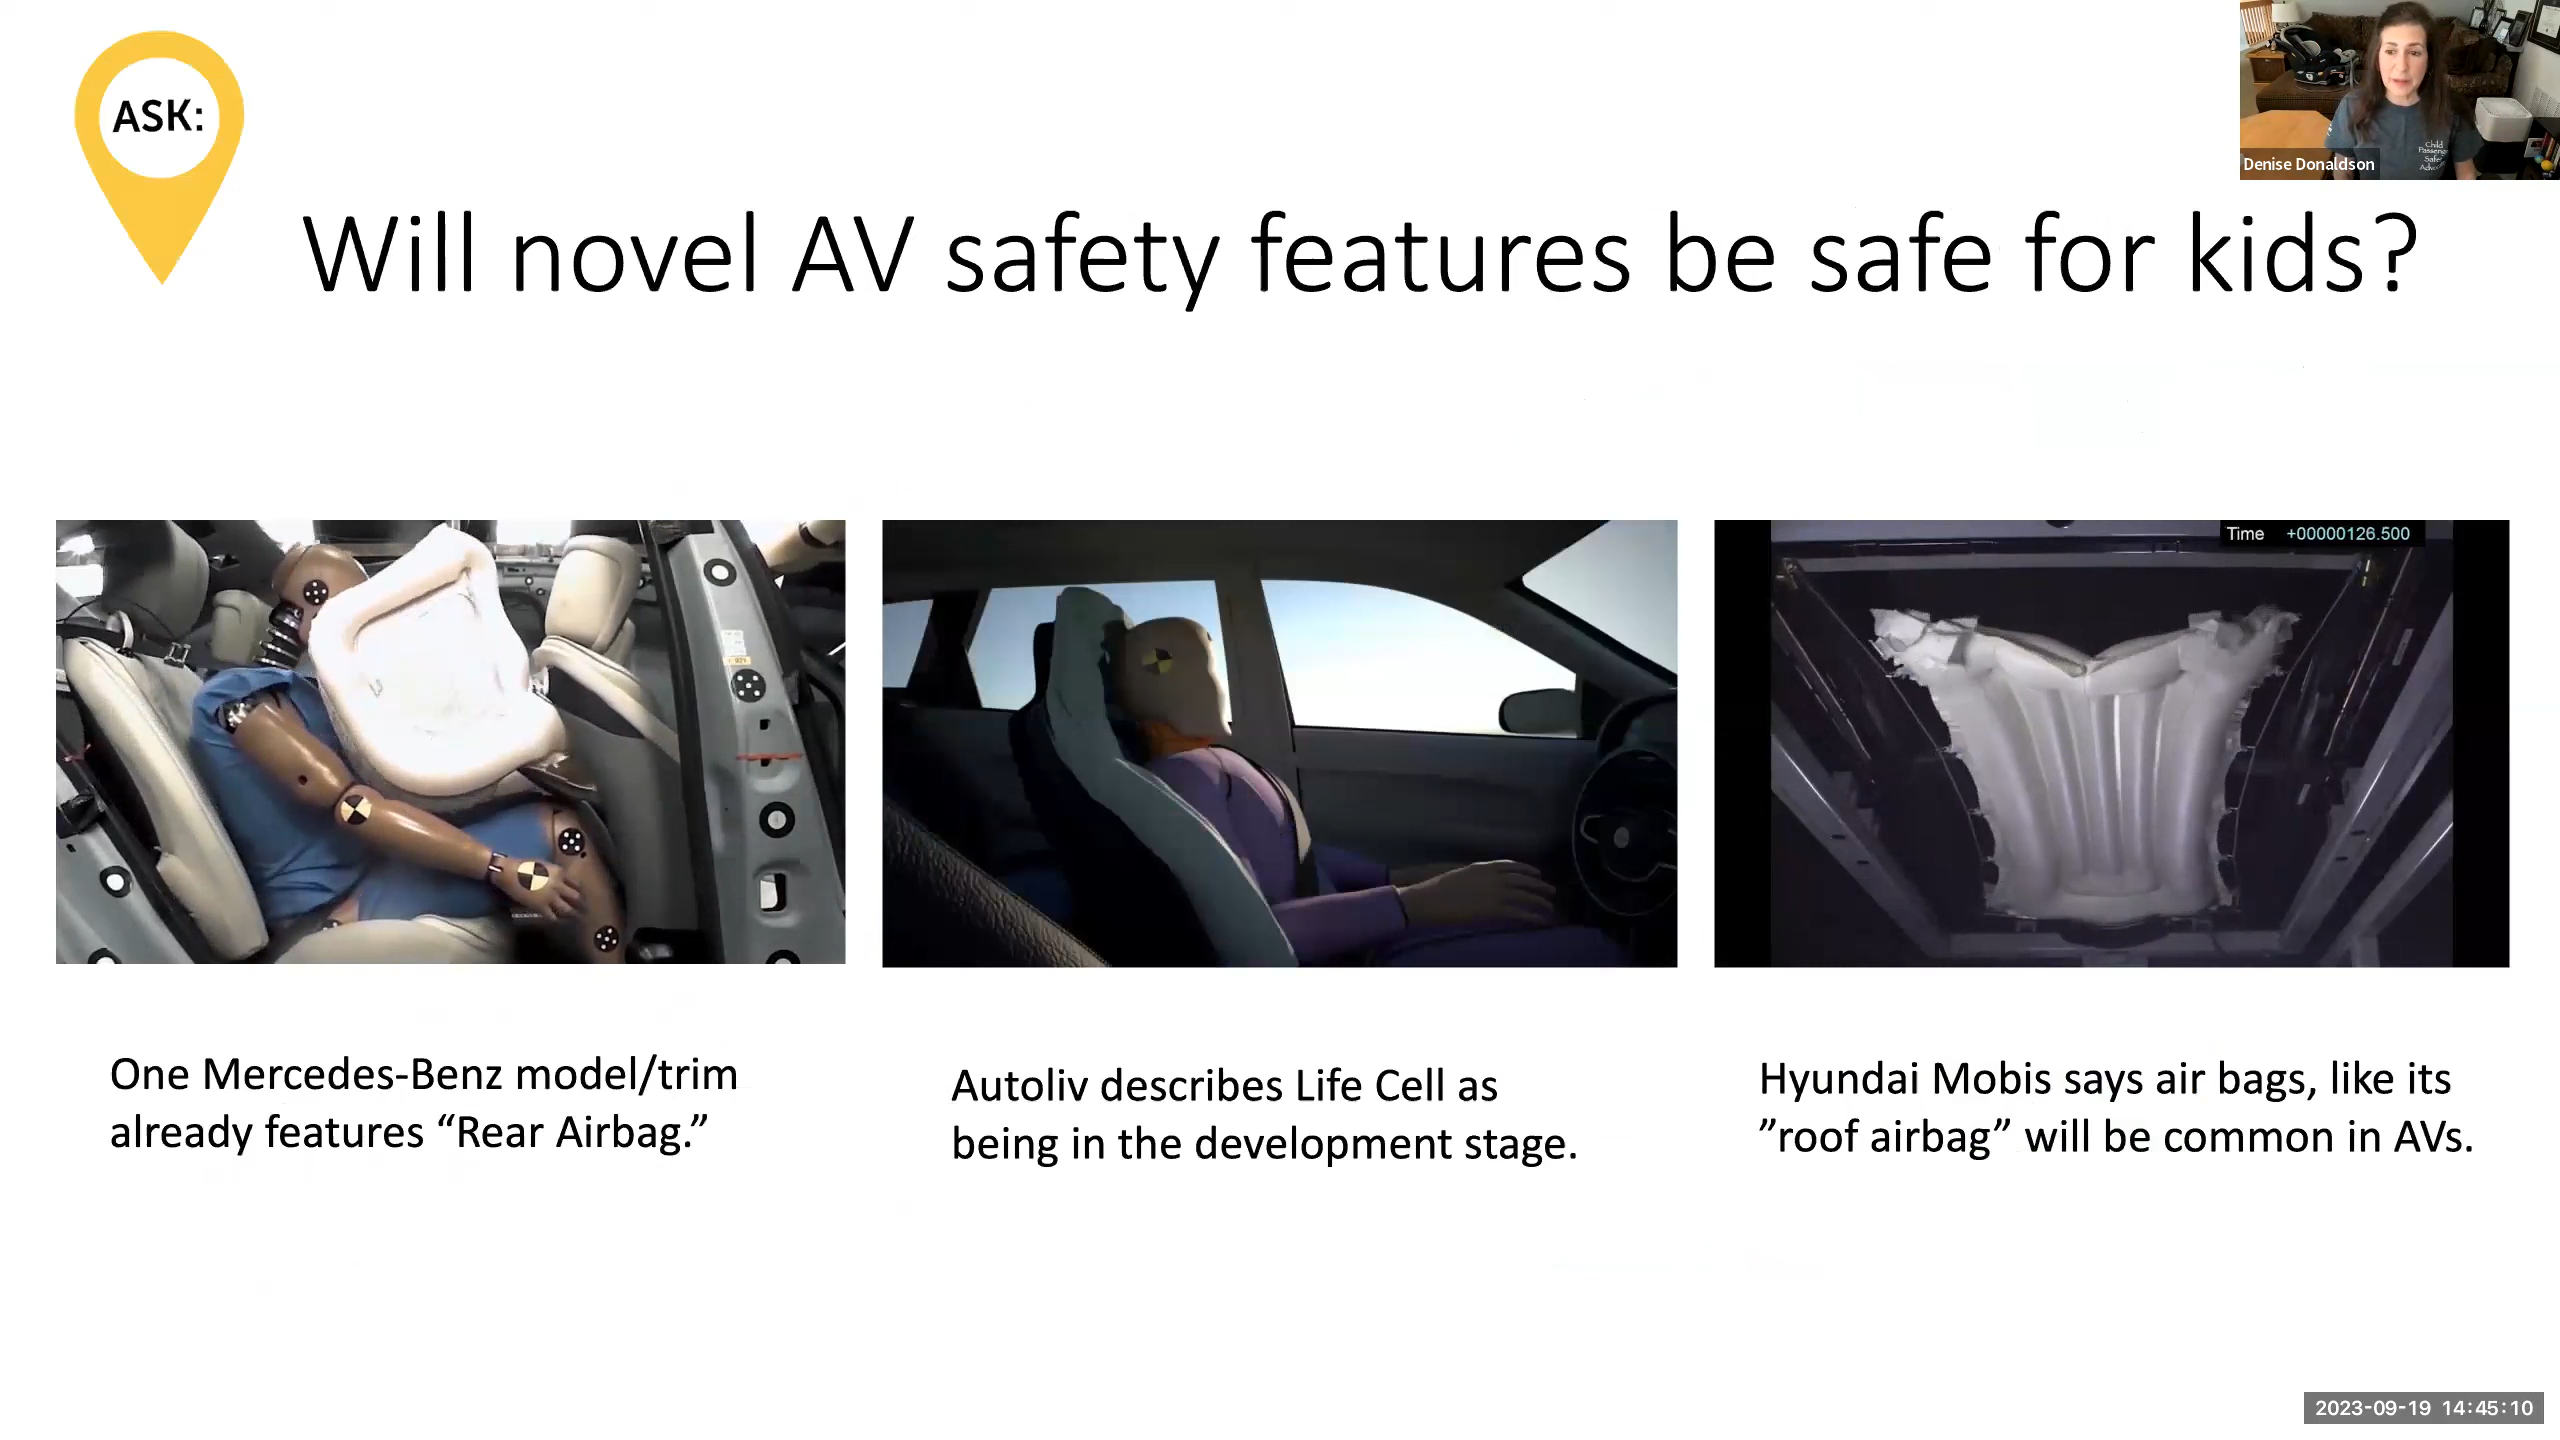 ASK:
Denise Donaldson
Child
Will novel AV safety features be safe for kids?
Time +00000126.500
One Mercedes-Benz model/trim
already features “Rear Airbag.”
Autoliv describes Life Cell as
being in the development stage.
Hyundai Mobis says air bags, like its
”roof airbag” will be common in AVs.
2023-09-19 14:45:10